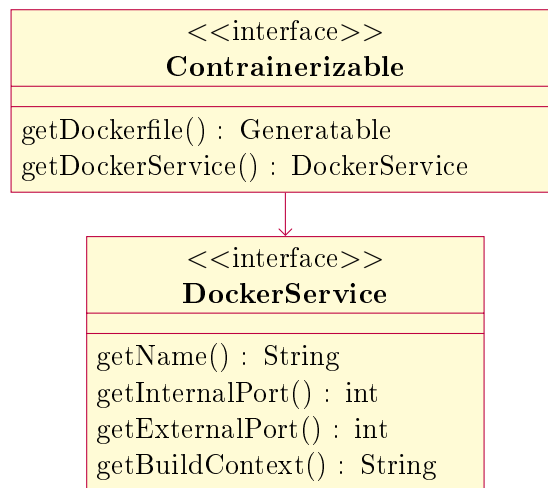 <<interface>>
Contrainerizable
getDockerfile() : Generatable
getDockerService() : DockerService
<<interface>>
DockerService
getName() : String
getInternalPort() : int
getExternalPort() : int
getBuildContext() : String